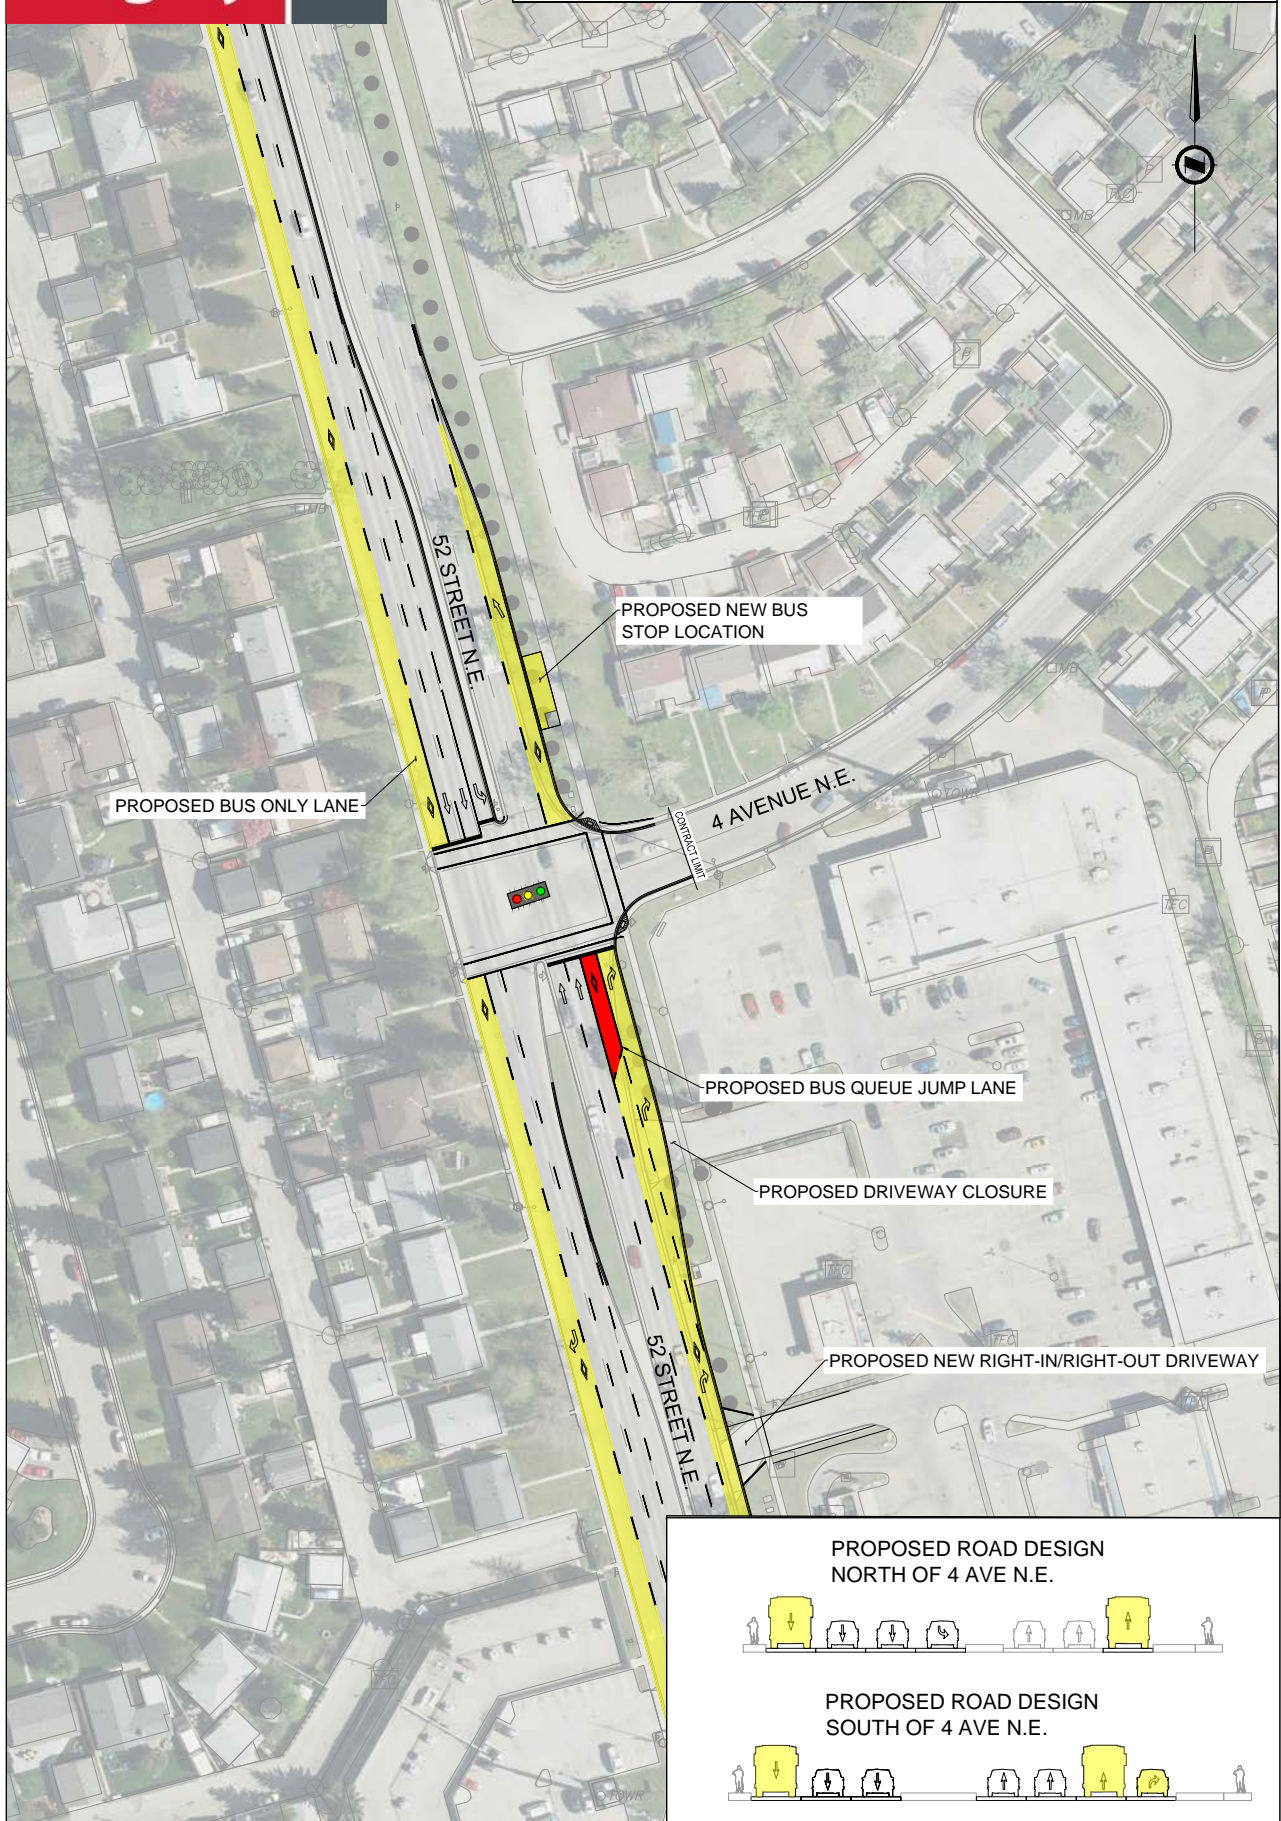 52 STREET N.E.
PROPOSED NEW BUS
STOP LOCATION
PROPOSED BUS ONLY LANE
4 AVENUE N.E.
CONTRACT LIMIT
PROPOSED BUS QUEUE JUMP LANE
PROPOSED DRIVEWAY CLOSURE
PROPOSED NEW RIGHT-IN/RIGHT-OUT DRIVEWAY
52 STREET N.E.
PROPOSED ROAD DESIGN
NORTH OF 4 AVE N.E.
PROPOSED ROAD DESIGN
SOUTH OF 4 AVE N.E.